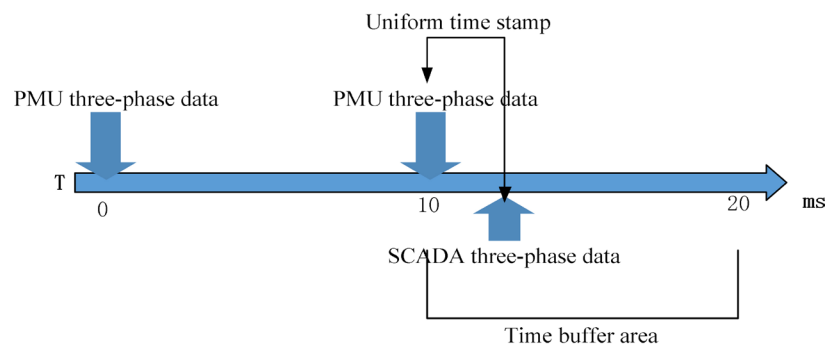 Uniform time stamp
PMU three-phase data
PMU three-phase data
T
0
10
20
ms
SCADA three-phase data
Time buffer area